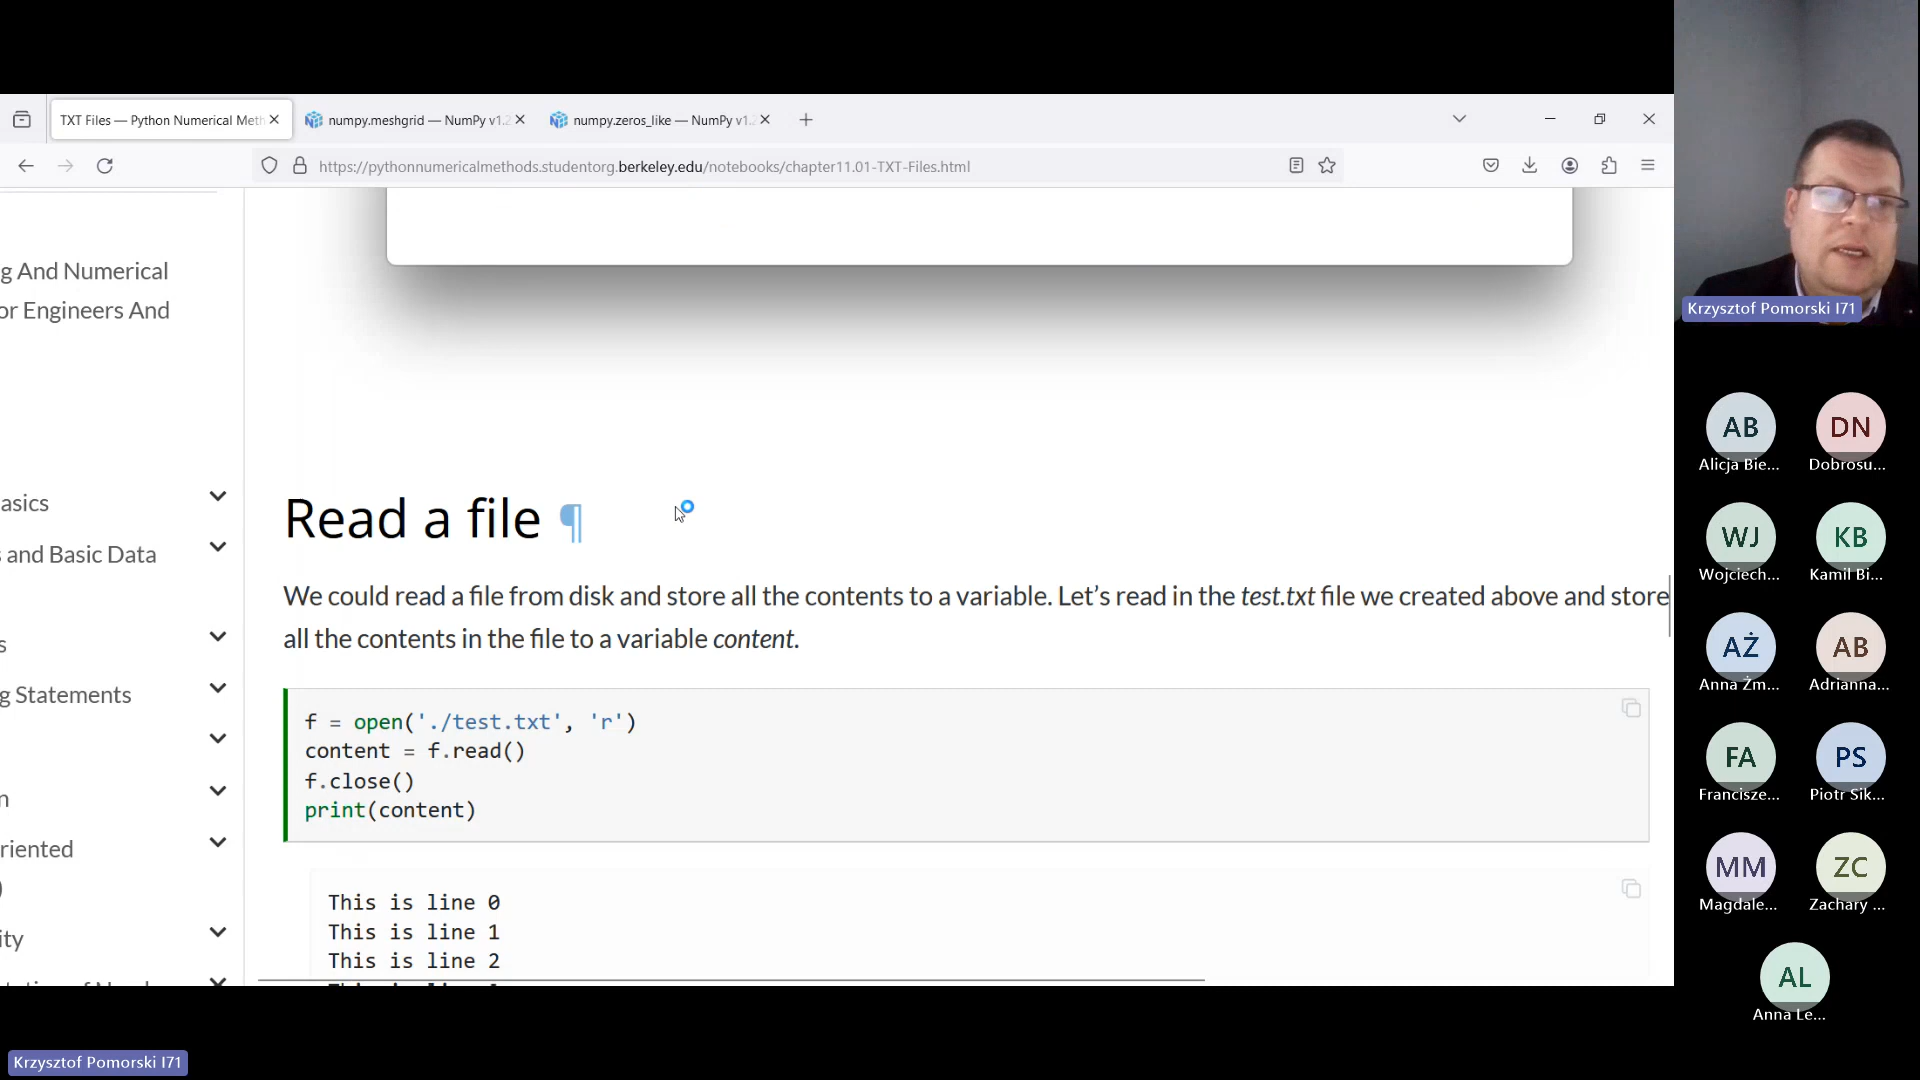 TXT Files — Python Numerical Meth
numpy.meshgrid — NumPy v1.2
numpy.zeros_like — NumPy v1.2
https://pythonnumericalmethods.studentorg.berkeley.edu/notebooks/chapter11.01-TXT-Files.html
g And Numerical
or Engineers And
asics
s and Basic Data
s
g Statements
n
riented
)
ity
Read a file ¶
We could read a file from disk and store all the contents to a variable. Let’s read in the test.txt file we created above and store
all the contents in the file to a variable content.
f = open('./test.txt', 'r')
content = f.read()
f.close()
print(content)
This is line 0
This is line 1
This is line 2
Krzysztof Pomorski I71
AB
Alicja Bie...
DN
Dobrosu...
WJ
Wojciech...
KB
Kamil Bi...
AŻ
Anna Żm...
AB
Adrianna...
FA
Francisze...
PS
Piotr Sik...
MM
Magdale...
ZC
Zachary ...
AL
Anna Le...
Krzysztof Pomorski I71